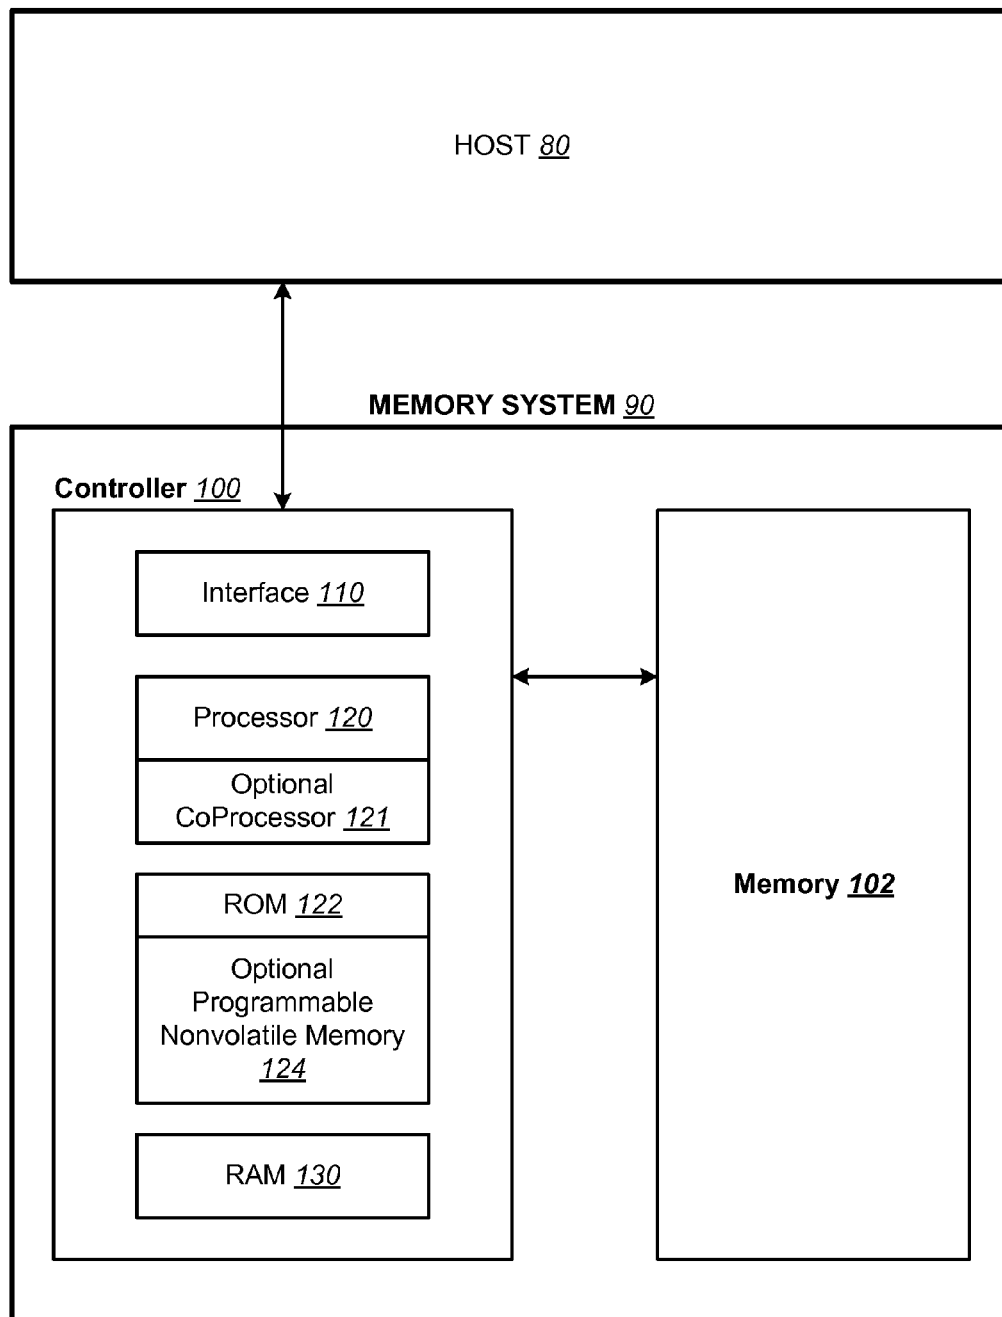 HOST 80
MEMORY SYSTEM 90
Controller 100
Interface 110
Processor 120
Optional
CoProcessor 121
ROM 122
Optional
Programmable
Nonvolatile Memory
124
RAM 130
Memory 102